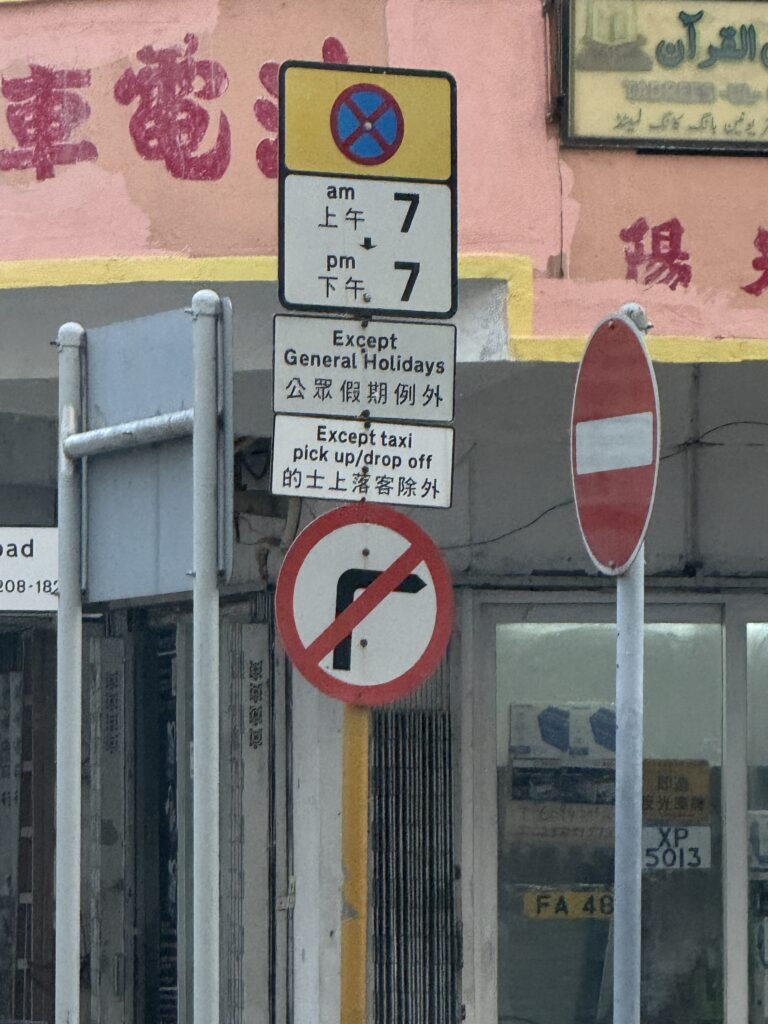 車電
القرآن
am
上午 7
pm
下午 7
Except
General Holidays
公眾假期例外
Except taxi
pick up/drop off
的士上落客除外
陽
208-182
XP
5013
FA